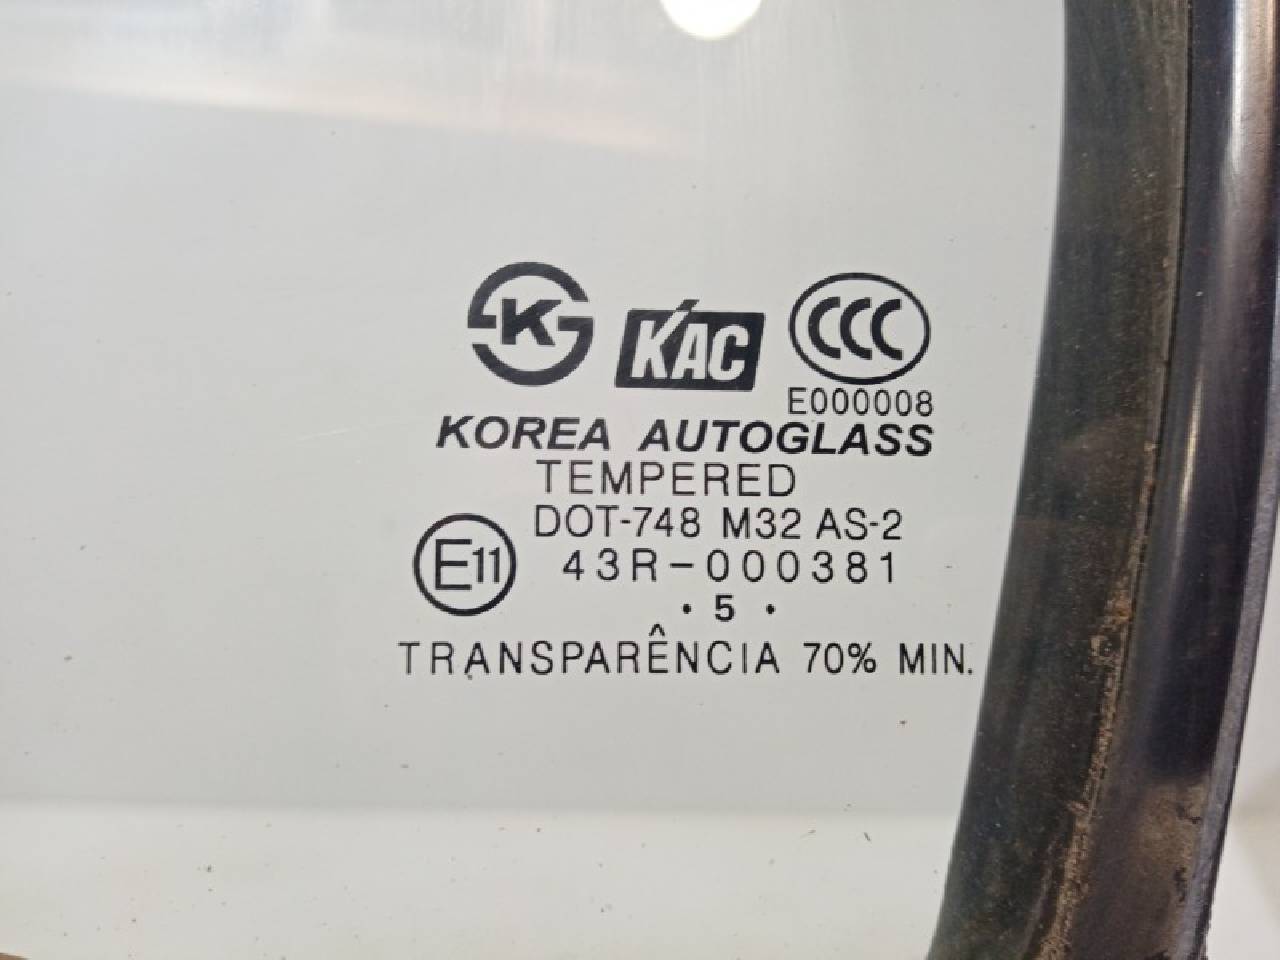 K KAC CCC
E000008
KOREA AUTOGLASS
TEMPERED
DOT-748 M32 AS-2
E11 43R-000381
· 5 ·
TRANSPARÊNCIA 70% MIN.